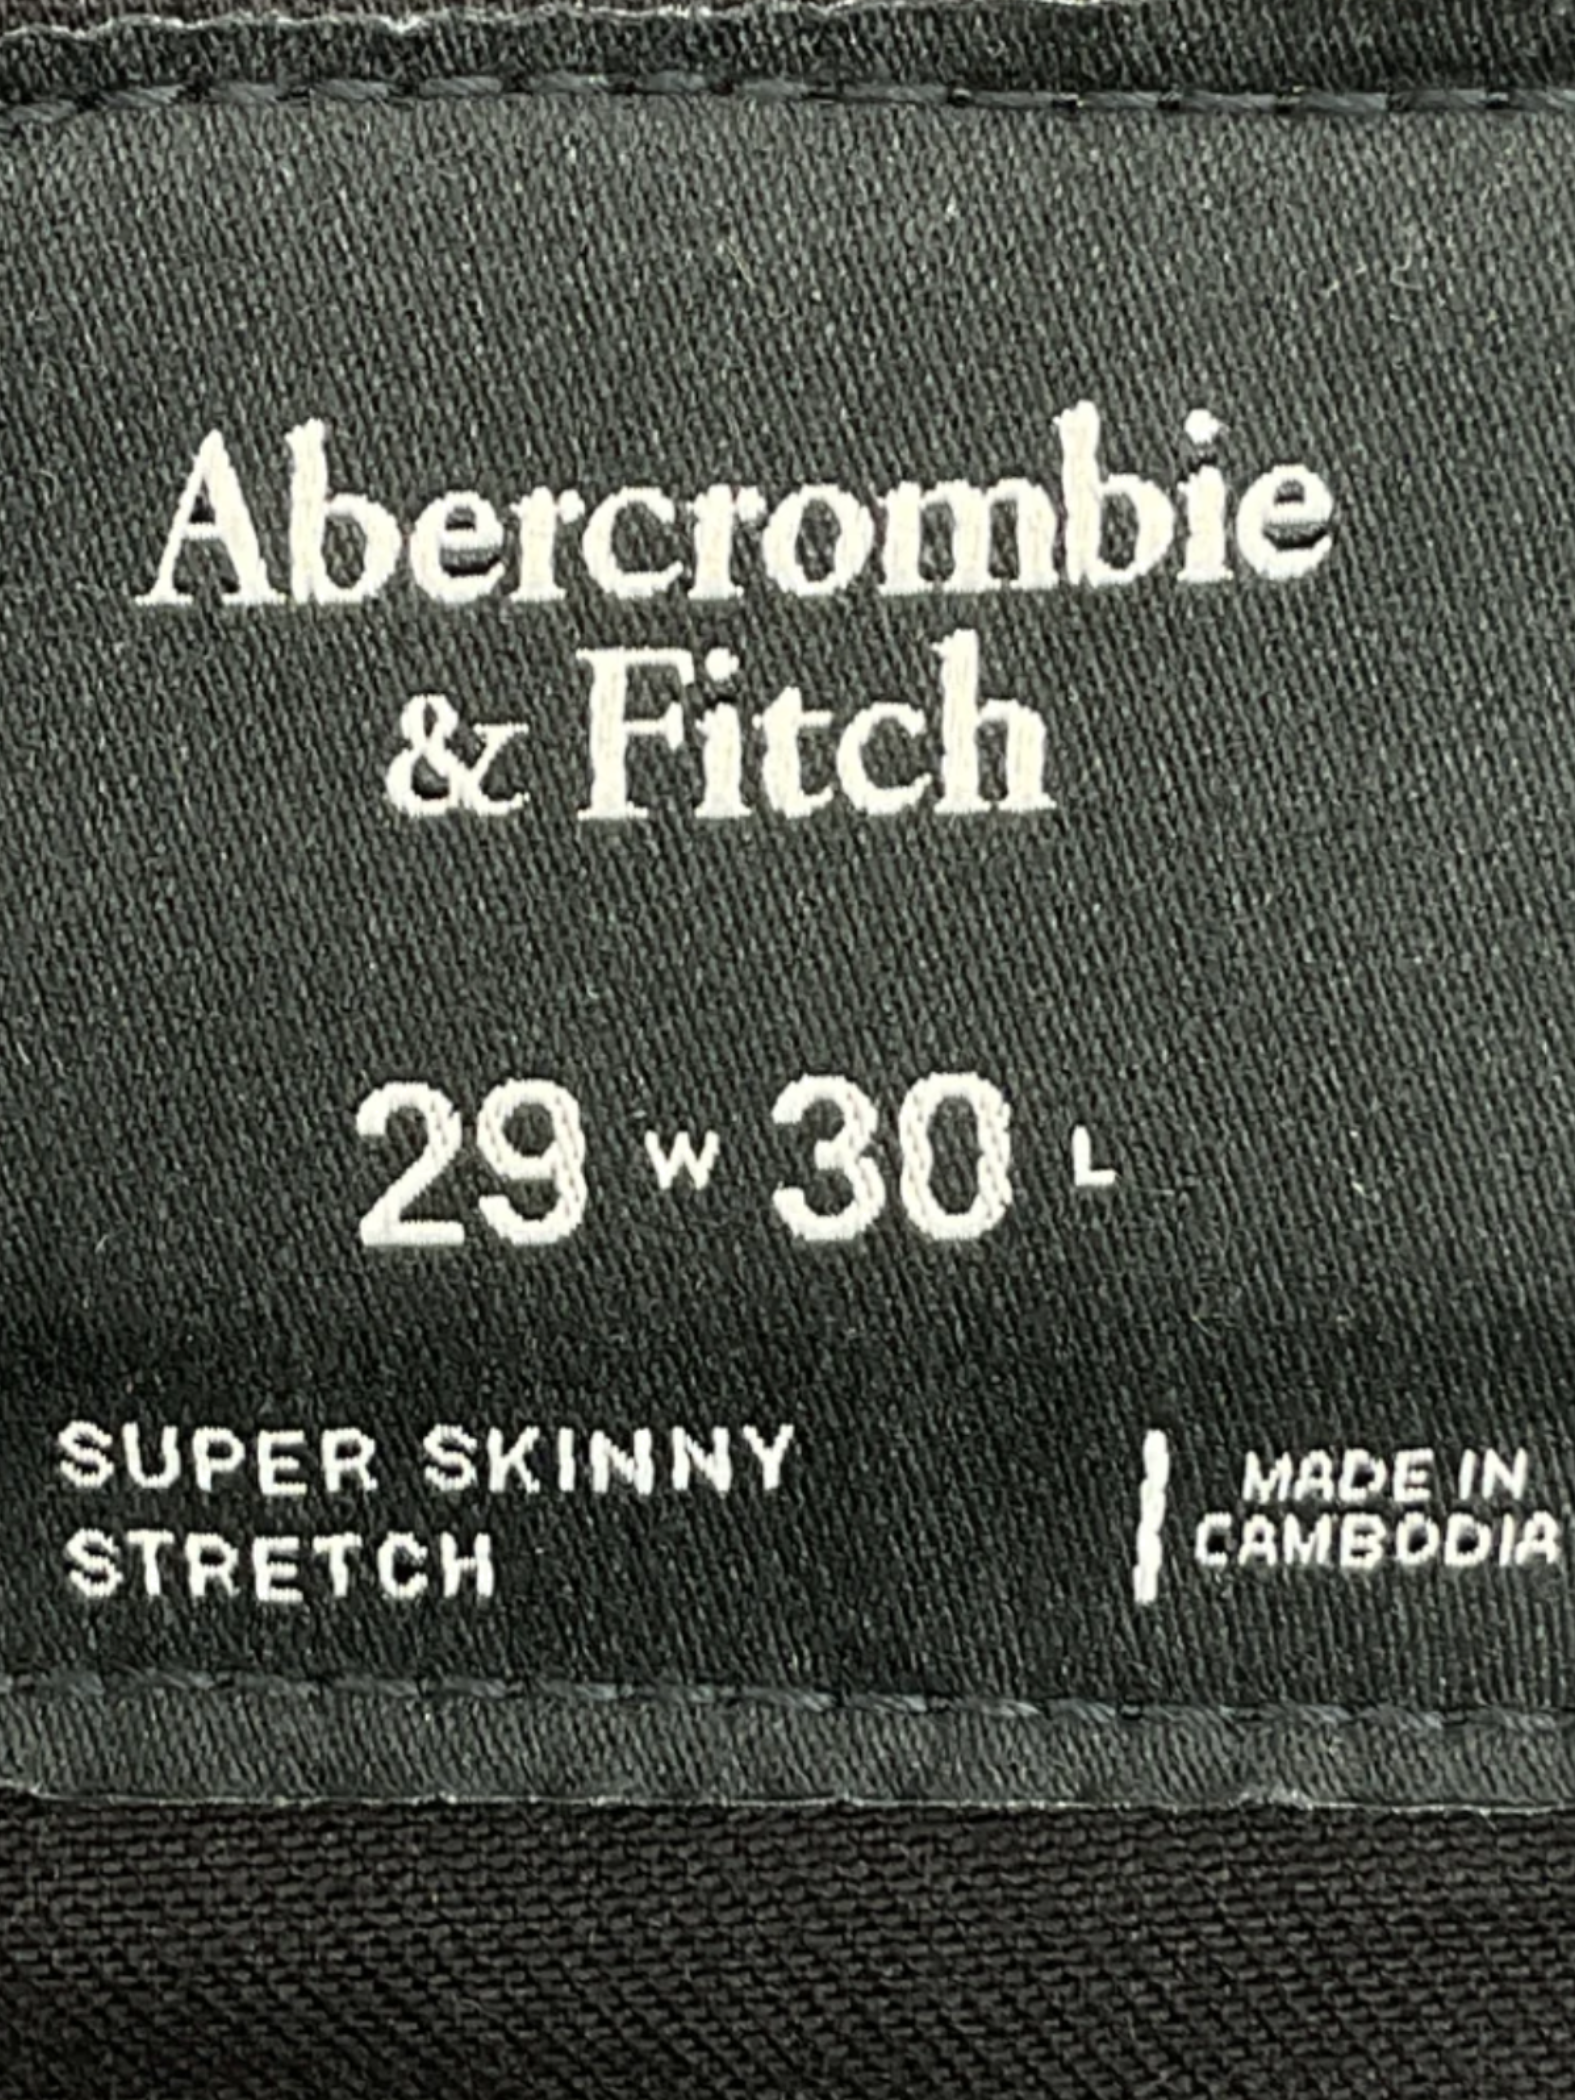 Abercrombie
& Fitch
29 W 30 L
SUPER SKINNY
STRETCH
MADE IN
CAMBODIA